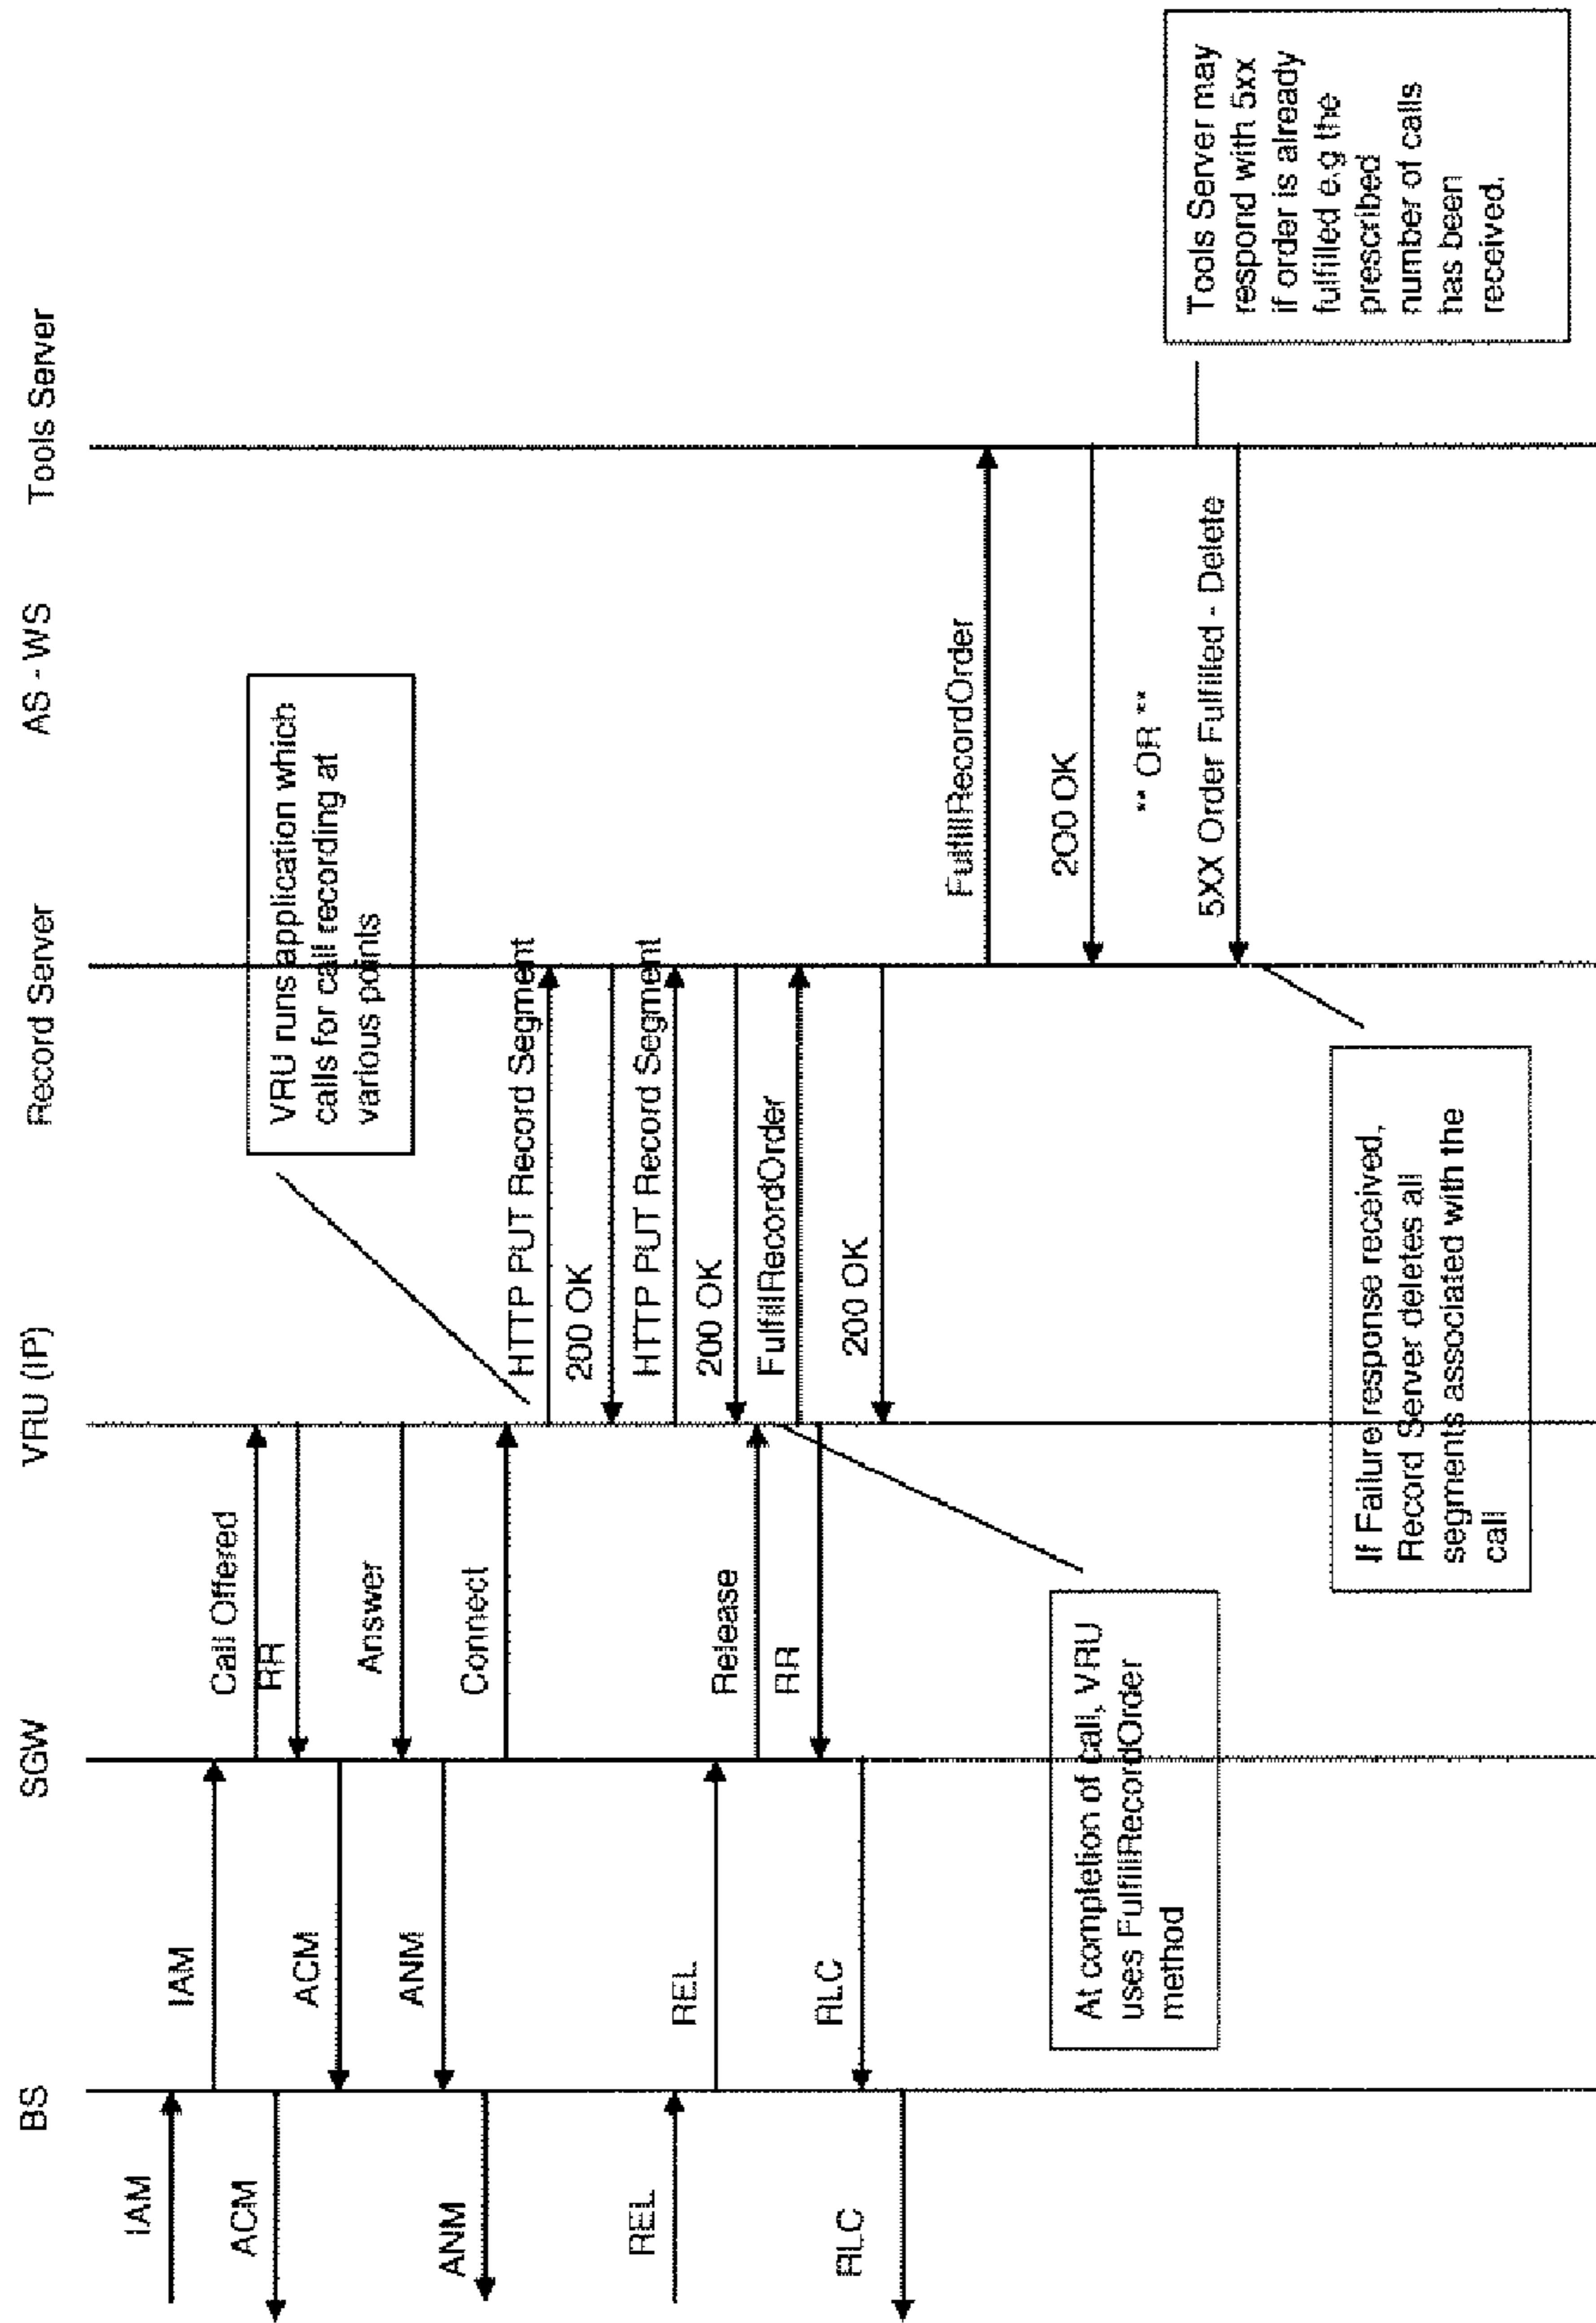 BS
SGW
VRU (IP)
Record Server
AS - WS
Tools Server
IAM
IAM
Call Offered
ACM
RR
ACM
Answer
ANM
ANM
Connect
VRU runs application which
calls for call recording at
various points
HTTP PUT Record Segment
200 OK
HTTP PUT Record Segment
200 OK
REL
REL
Release
FulfillRecordOrder
RR
RLC
RLC
200 OK
At completion of call, VRU
uses FulfillRecordOrder
method
FulfillRecordOrder
200 OK
** OR **
5XX Order Fulfilled - Delete
Tools Server may
respond with 5xx
if order is already
fulfilled e.g the
prescribed
number of calls
has been
received.
If Failure response received,
Record Server deletes all
segments associated with the
call